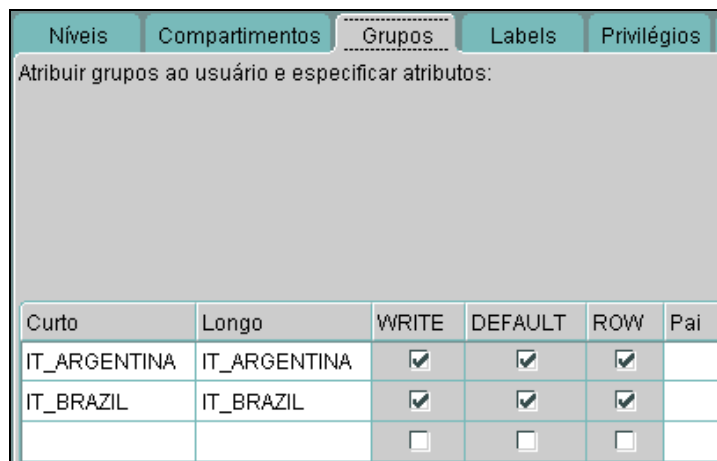 Níveis Compartimentos Grupos Labels Privilégios
Atribuir grupos ao usuário e especificar atributos:
Curto Longo WRITE DEFAULT ROW Pai
IT_ARGENTINA IT_ARGENTINA
IT_BRAZIL IT_BRAZIL